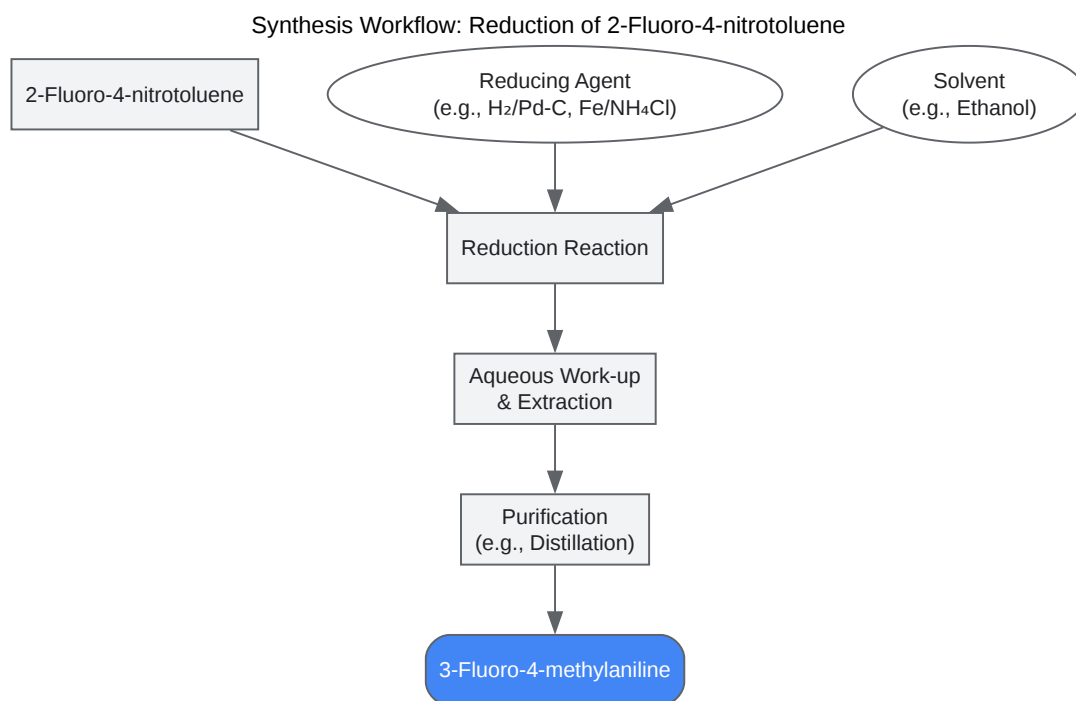 Synthesis Workflow: Reduction of 2-Fluoro-4-nitrotoluene
2-Fluoro-4-nitrotoluene
Reducing Agent
(e.g., H₂/Pd-C, Fe/NH₄Cl)
Solvent
(e.g., Ethanol)
Reduction Reaction
Aqueous Work-up
& Extraction
Purification
(e.g., Distillation)
3-Fluoro-4-methylaniline